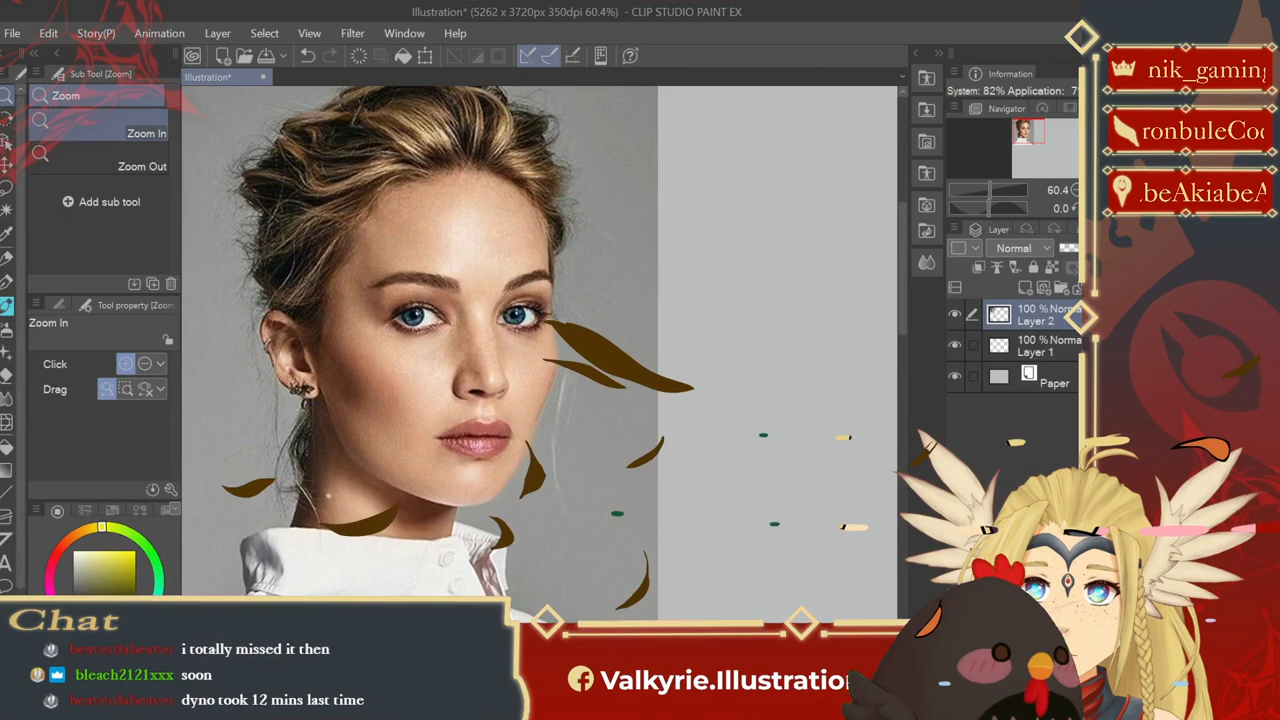 Illustration* (5262 x 3720px 350dpi 60.4%) - CLIP STUDIO PAINT EX
File Edit Story(P) Animation Layer Select View Filter Window Help
Sub Tool [Zoom]
Illustration*
Information
Zoom
System: 82% Application: 7
Zoom In
Navigator
Zoom Out
Add sub tool
60.4
0.0
Layer
Normal
Tool property [Zoom
Zoom In
100 % Norma
Layer 2
100 % Norma
Layer 1
Paper
Click
Drag
nik_gaming
ronbuleCod
beAkiabeA
Chat
beaverdabeaver i totally missed it then
bleach2121xxx soon
beaverdabeaver dyno took 12 mins last time
Valkyrie.Illustratio